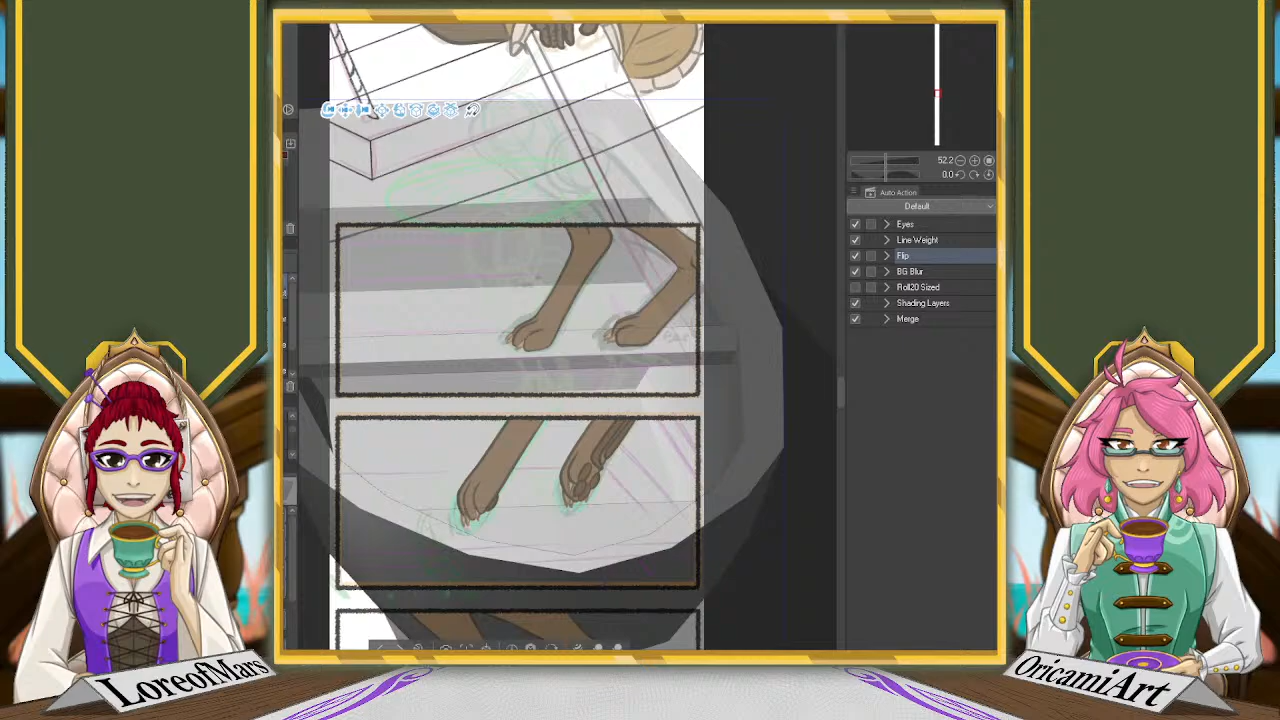 52.2
0.0
Auto Action
Default
Eyes
Line Weight
Flip
BG Blur
Roll20 Sized
Shading Layers
Merge
LoreofMars
OricamiArt